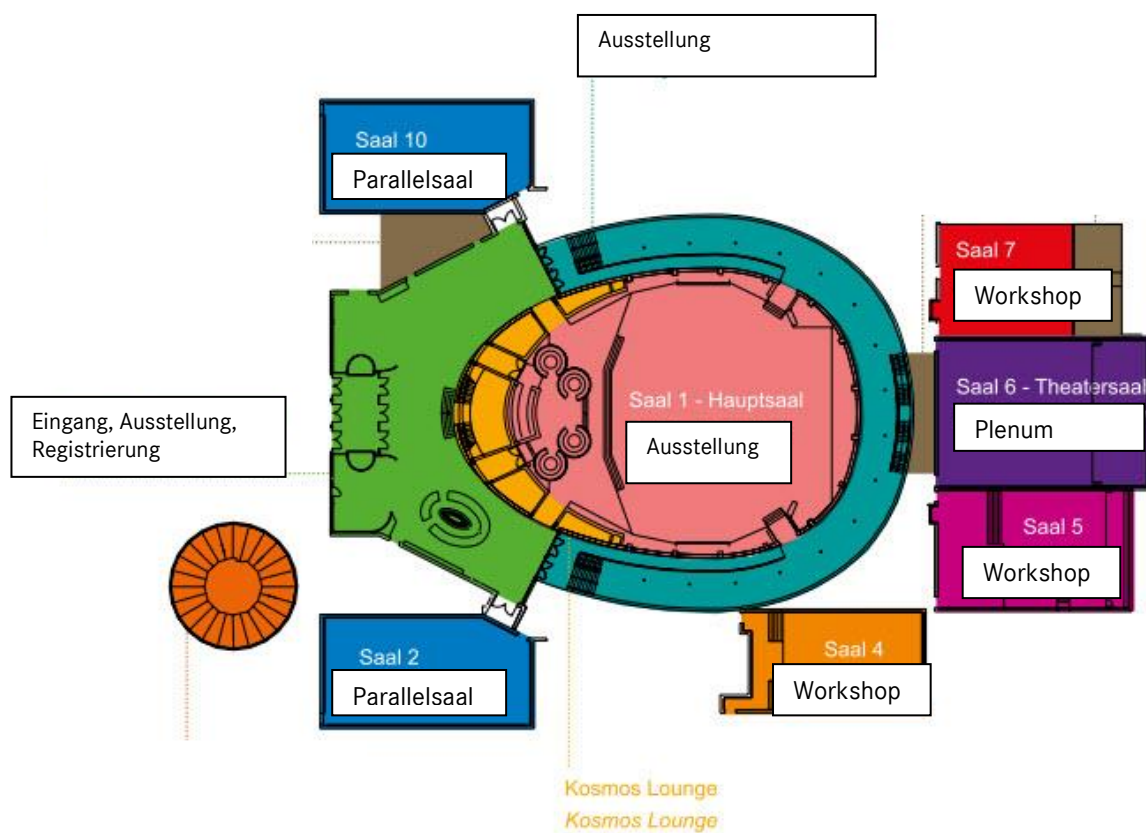 Ausstellung
Saal 10
Parallelsaal
Saal 7
Workshop
Saal 6 - Theatersaal
Plenum
Saal 1 - Hauptsaal
Ausstellung
Eingang, Ausstellung,
Registrierung
Saal 5
Workshop
Saal 2
Parallelsaal
Saal 4
Workshop
Kosmos Lounge
Kosmos Lounge